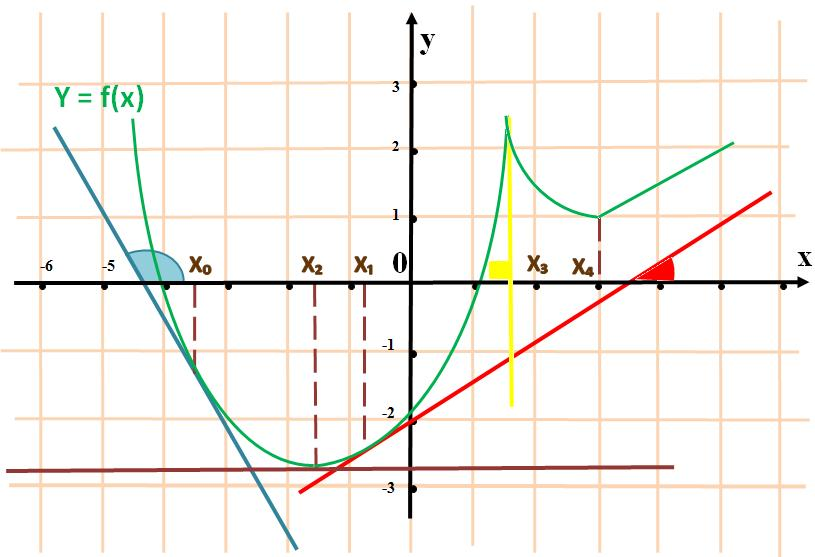 y
3
Y = f(x)
2
1
-6
-5
X₀
X₂
X₁
0
X₃
X₄
x
-1
-2
-3